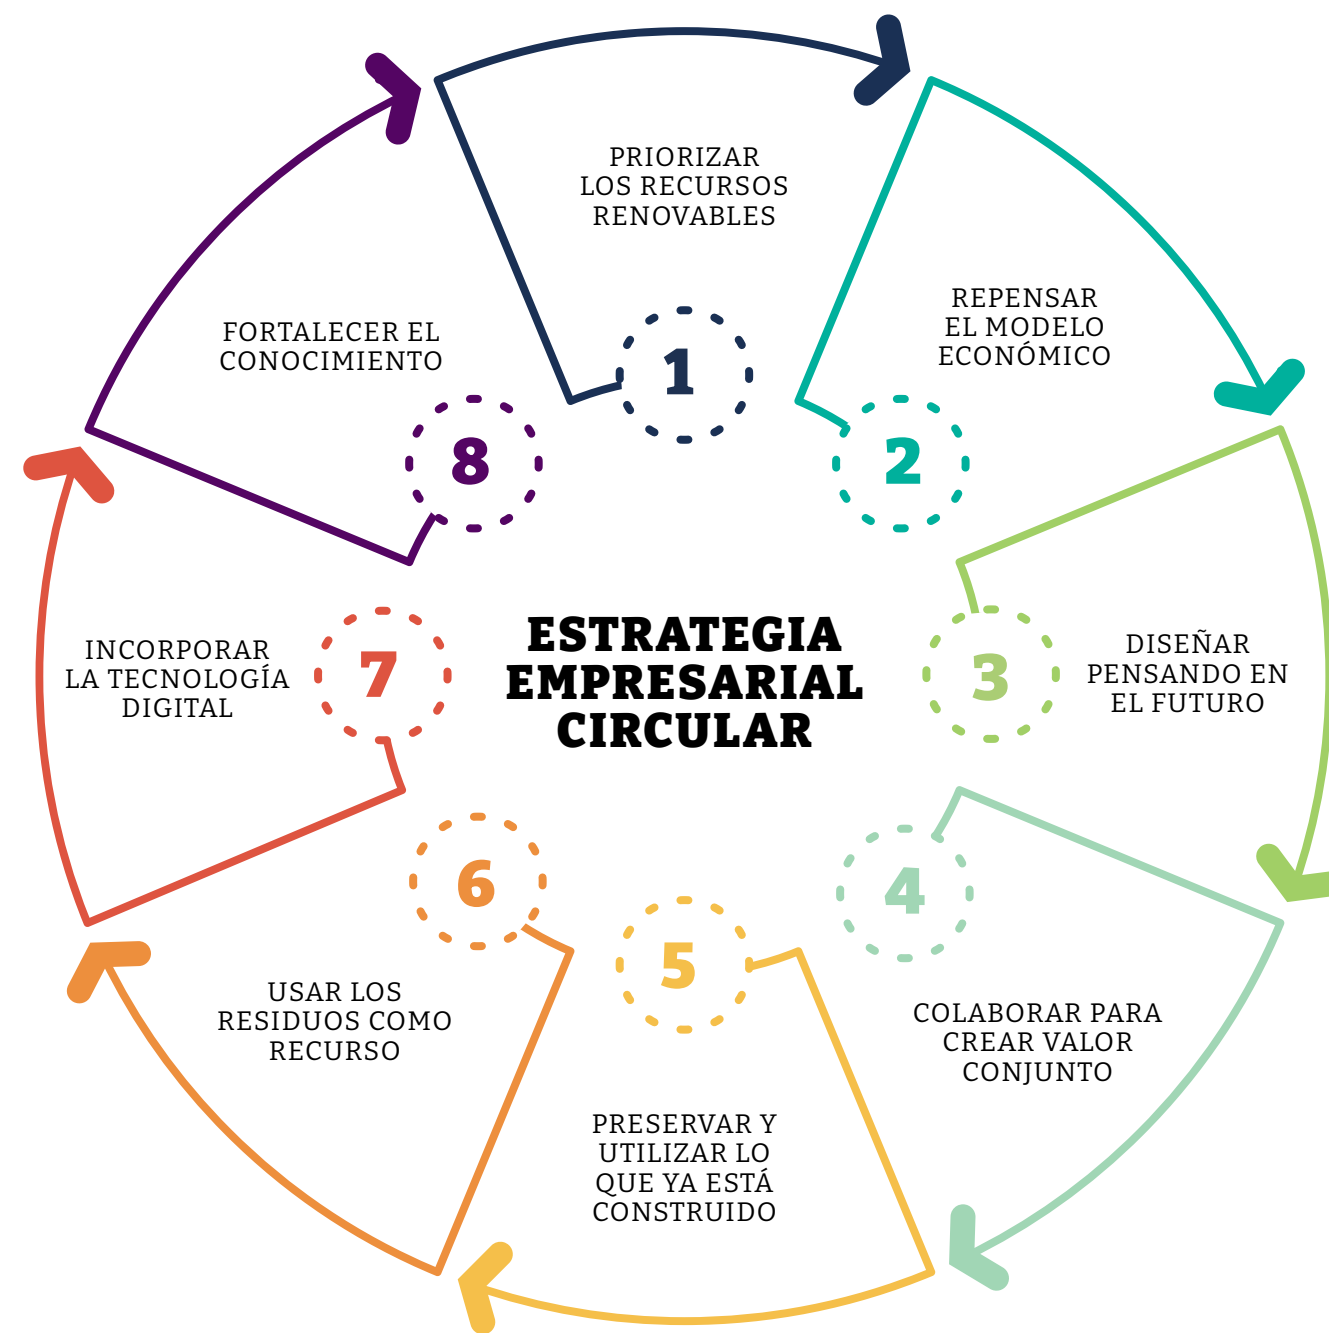 PRIORIZAR
LOS RECURSOS
RENOVABLES
1
REPENSAR
EL MODELO
ECONÓMICO
2
DISEÑAR
PENSANDO EN
EL FUTURO
3
COLABORAR PARA
CREAR VALOR
CONJUNTO
4
PRESERVAR Y
UTILIZAR LO
QUE YA ESTÁ
CONSTRUIDO
5
USAR LOS
RESIDUOS COMO
RECURSO
6
INCORPORAR
LA TECNOLOGÍA
DIGITAL
7
FORTALECER EL
CONOCIMIENTO
8
ESTRATEGIA
EMPRESARIAL
CIRCULAR